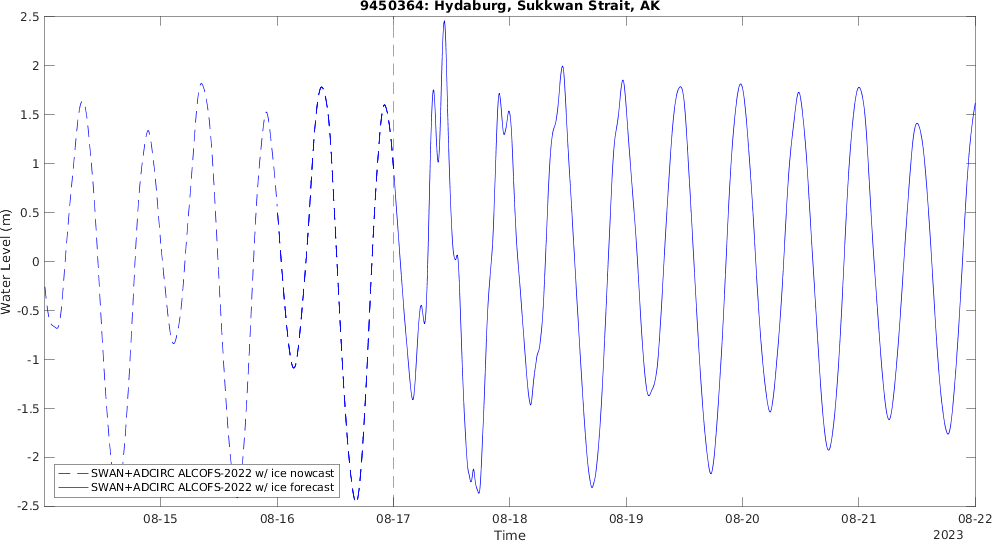 9450364: Hydaburg, Sukkwan Strait, AK
2.5
2
1.5
1
0.5
0
-0.5
-1
-1.5
-2
-2.5
Water Level (m)
SWAN+ADCIRC ALCOFS-2022 w/ ice nowcast
SWAN+ADCIRC ALCOFS-2022 w/ ice forecast
08-15 08-16 08-17 08-18 08-19 08-20 08-21 08-22
Time
2023